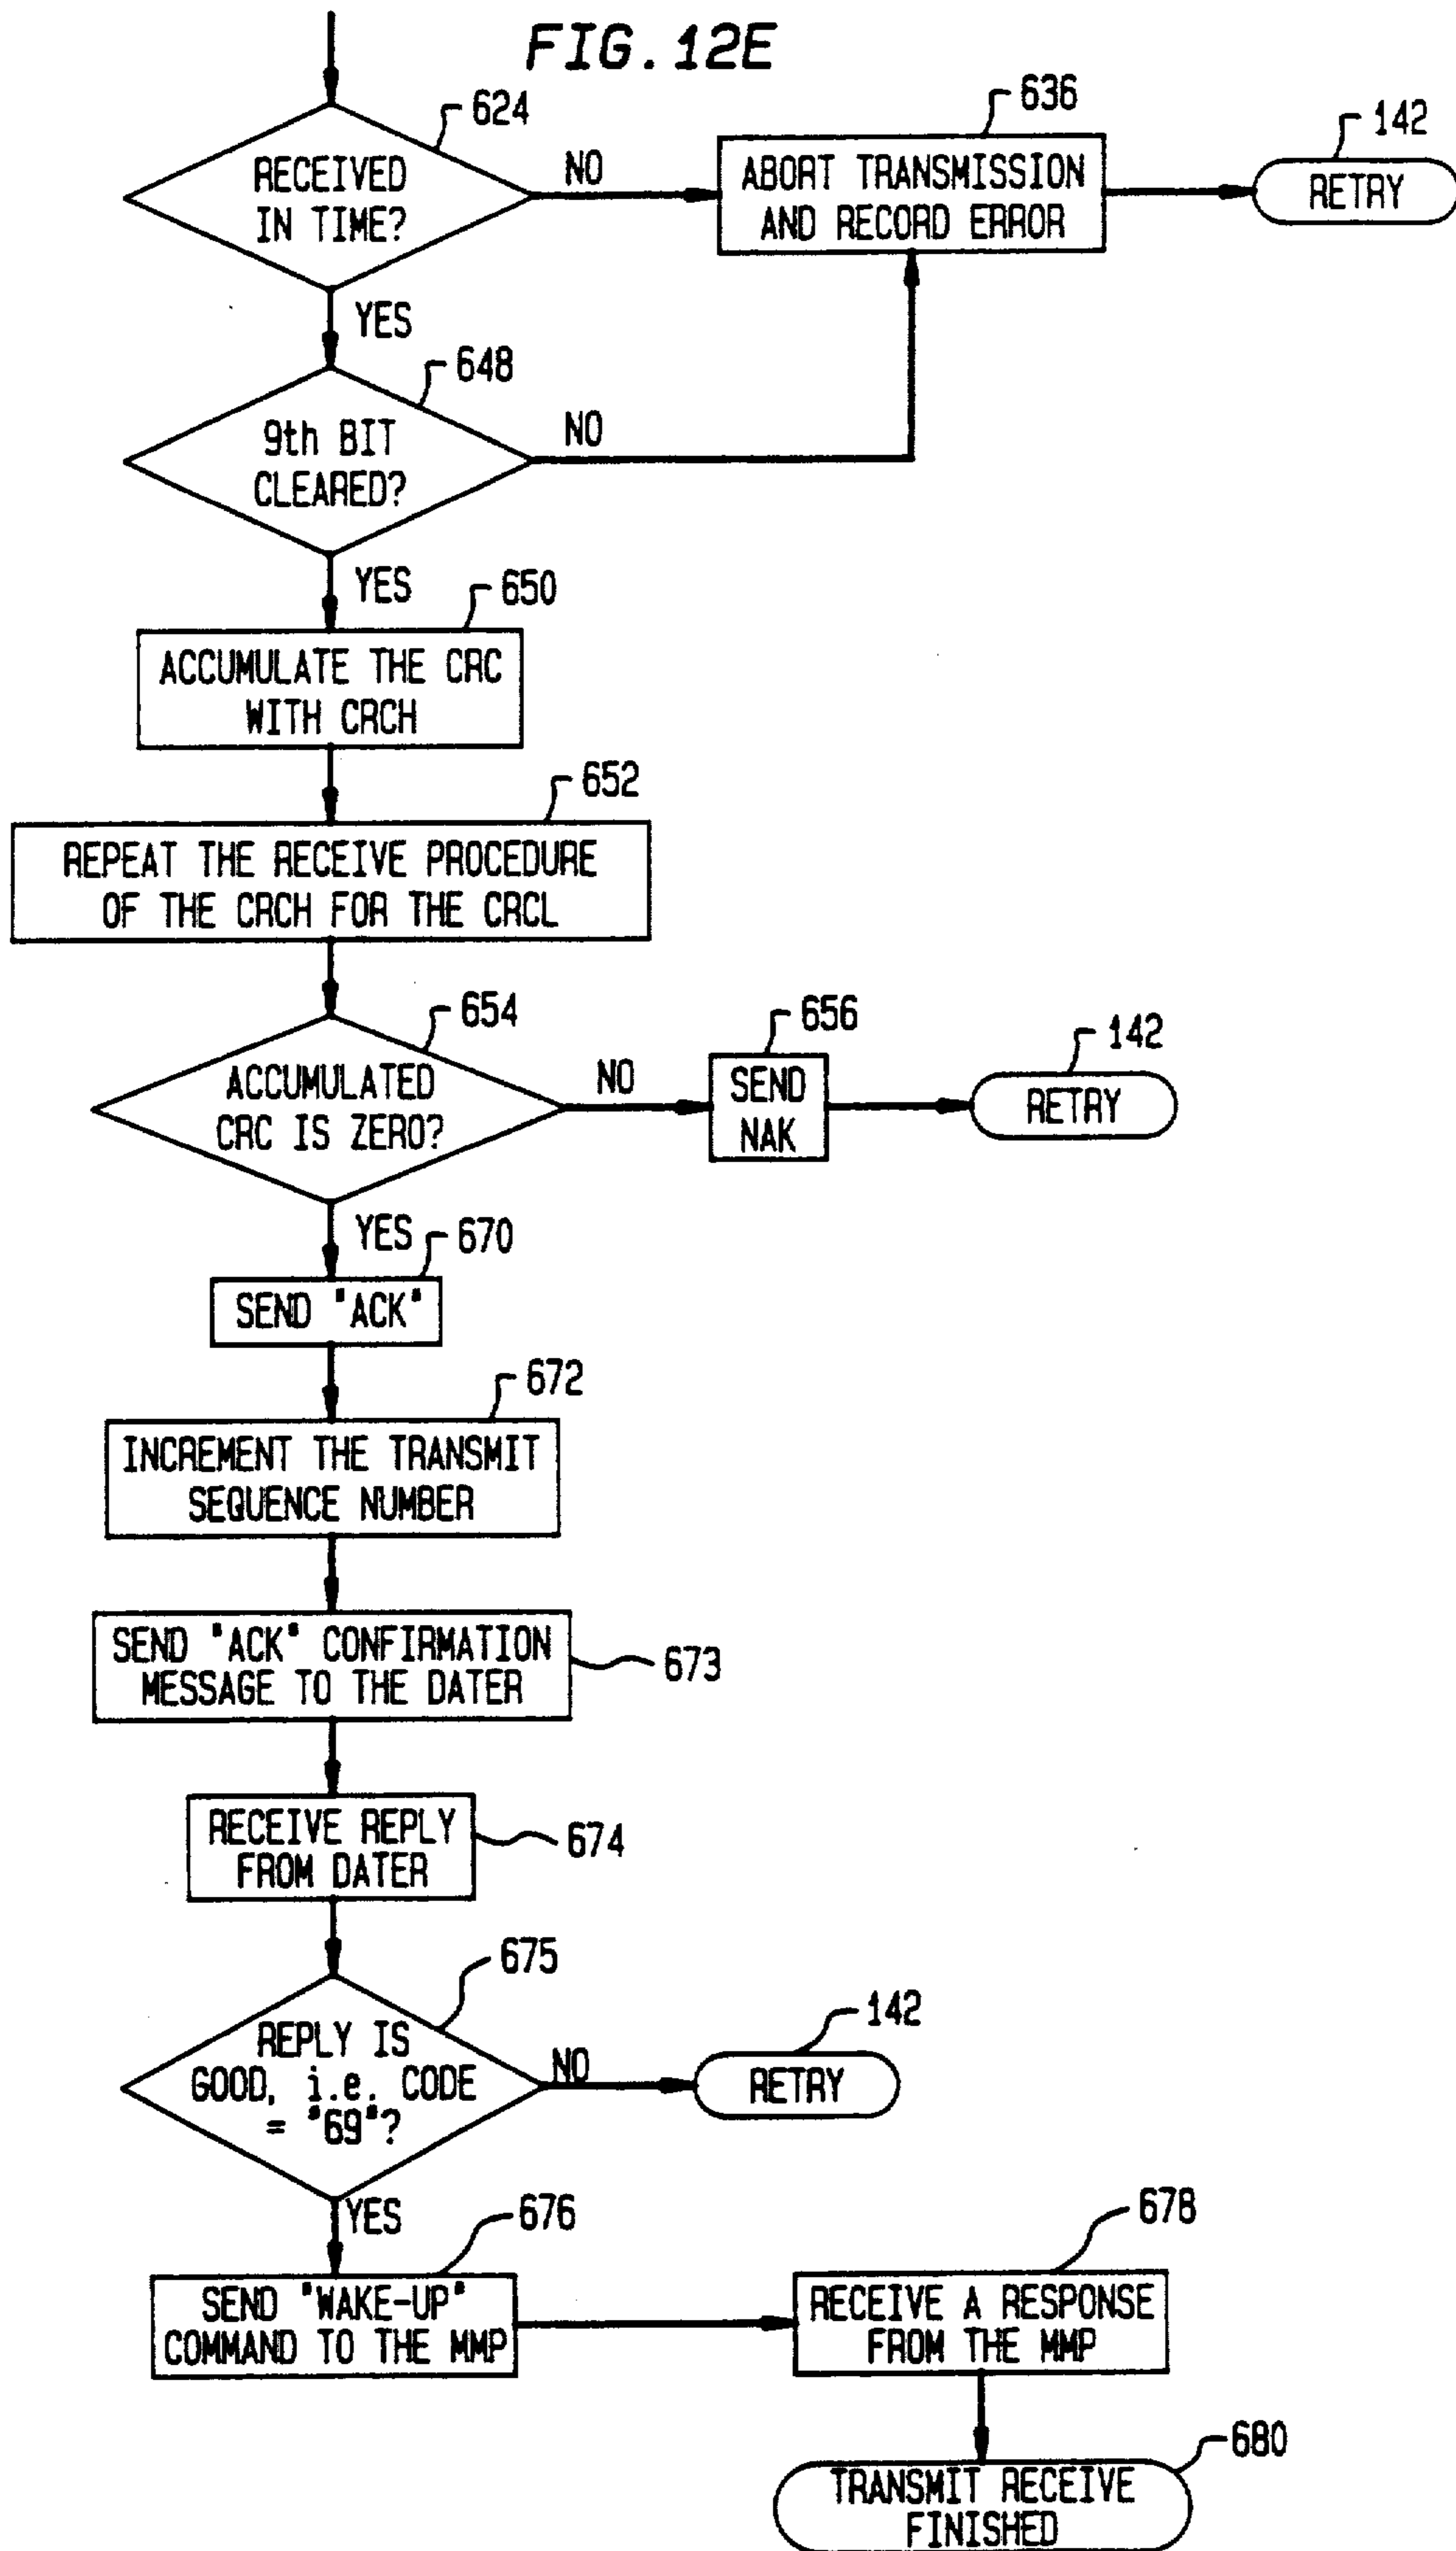 FIG. 12E
624
RECEIVED
IN TIME?
NO
636
ABORT TRANSMISSION
AND RECORD ERROR
142
RETRY
YES
648
9th BIT
CLEARED?
NO
YES
650
ACCUMULATE THE CRC
WITH CRCH
652
REPEAT THE RECEIVE PROCEDURE
OF THE CRCH FOR THE CRCL
654
ACCUMULATED
CRC IS ZERO?
NO
656
SEND
NAK
142
RETRY
YES
670
SEND "ACK"
672
INCREMENT THE TRANSMIT
SEQUENCE NUMBER
SEND "ACK" CONFIRMATION
MESSAGE TO THE DATER
673
RECEIVE REPLY
FROM DATER
674
675
REPLY IS
GOOD, i.e. CODE
= "69"?
NO
142
RETRY
YES
676
SEND "WAKE-UP"
COMMAND TO THE MMP
678
RECEIVE A RESPONSE
FROM THE MMP
680
TRANSMIT RECEIVE
FINISHED